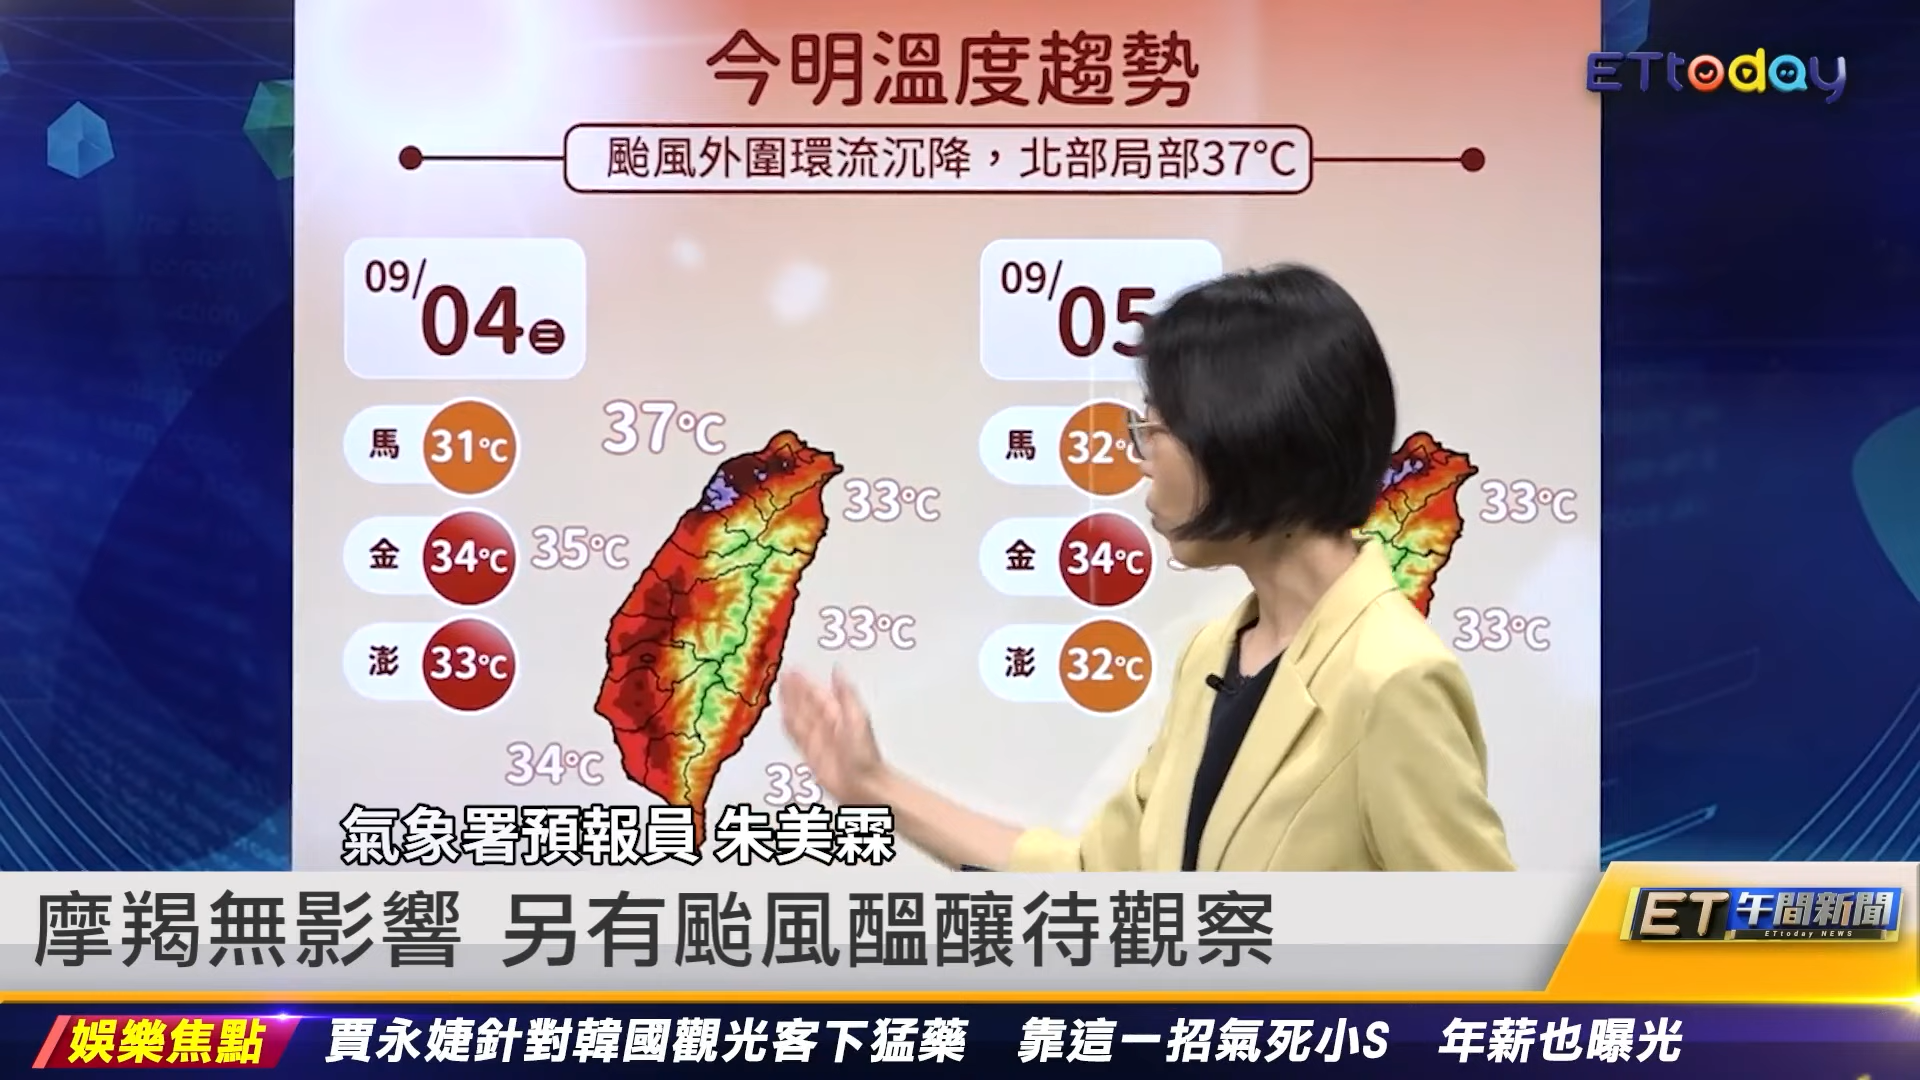 今明溫度趨勢
ETtoday
颱風外圍環流沉降,北部局部37°C
09/04三
09/05
馬 31°C
37°C
33°C
金 34°C
35°C
33°C
澎 33°C
34°C
33
馬 32°C
33°C
金 34°C
33°C
澎 32°C
氣象署預報員 朱美霖
摩羯無影響 另有颱風醞釀待觀察
ET午間新聞
ETtoday NEWS
娛樂焦點 賈永婕針對韓國觀光客下猛藥 靠這一招氣死小S 年薪也曝光